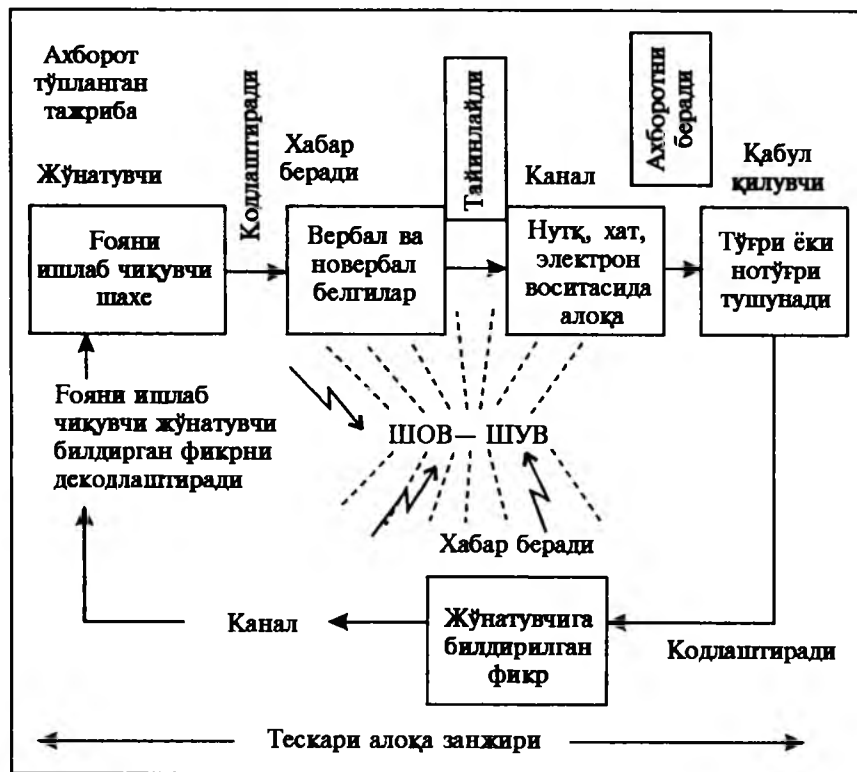 Ахборот
тўпланган
тажриба
Жўнатувчи
Кодлаштиради
Хабар
беради
Тайинлайди
Канал
Ахборотни
беради
Қабул
қилувчи
Ғояни
ишлаб чиқувчи
шахе
Вербал ва
новербал
белгилар
Нутқ, хат,
электрон
воситасида
алоқа
Тўғри ёки
нотўғри
тушунади
Ғояни ишлаб
чиқувчи жўнатувчи
билдирган фикрни
декодлаштиради
ШОВ — ШУВ
Хабар беради
Канал
Жўнатувчига
билдирилган
фикр
Кодлаштиради
Тескари алоқа занжири